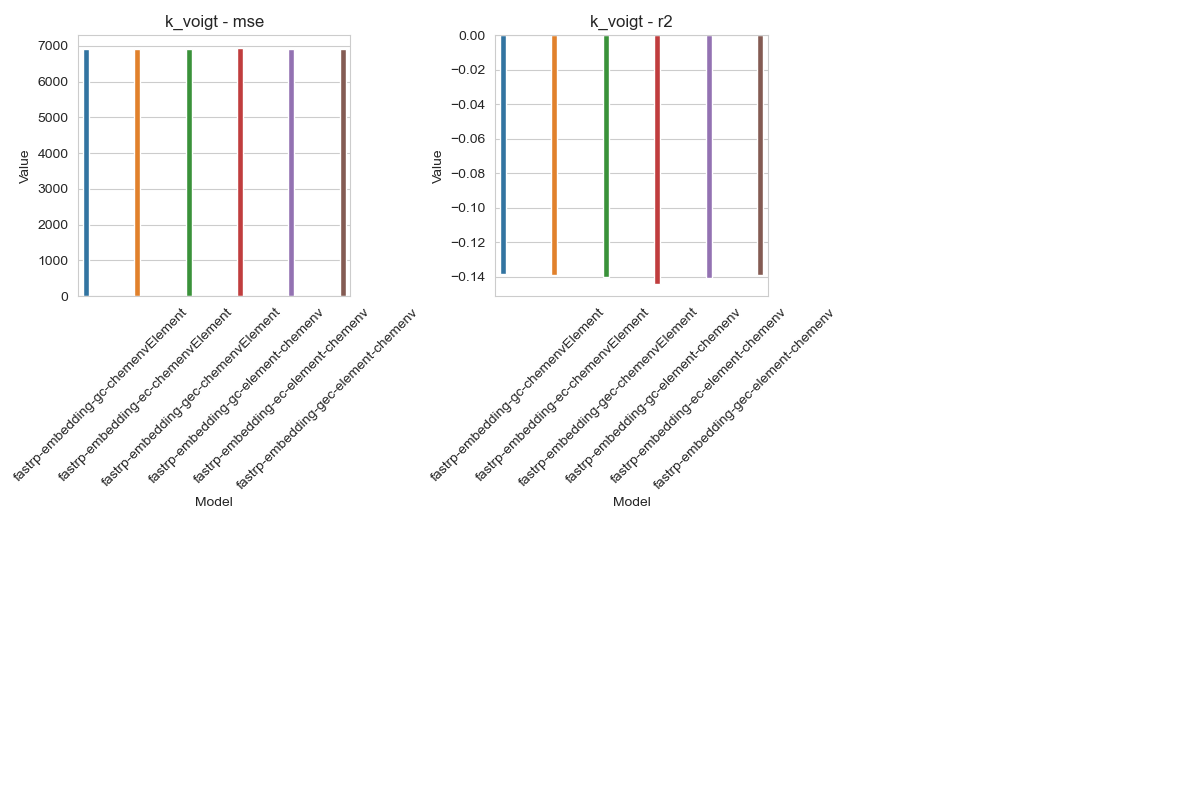 k_voigt - mse
Value
7000
6000
5000
4000
3000
2000
1000
0
fastrp-embedding-gc-chemenvElement
fastrp-embedding-ec-chemenvElement
fastrp-embedding-gec-chemenvElement
fastrp-embedding-gc-element-chemenv
fastrp-embedding-ec-element-chemenv
fastrp-embedding-gec-element-chemenv
Model
k_voigt - r2
Value
0.00
−0.02
−0.04
−0.06
−0.08
−0.10
−0.12
−0.14
fastrp-embedding-gc-chemenvElement
fastrp-embedding-ec-chemenvElement
fastrp-embedding-gec-chemenvElement
fastrp-embedding-gc-element-chemenv
fastrp-embedding-ec-element-chemenv
fastrp-embedding-gec-element-chemenv
Model